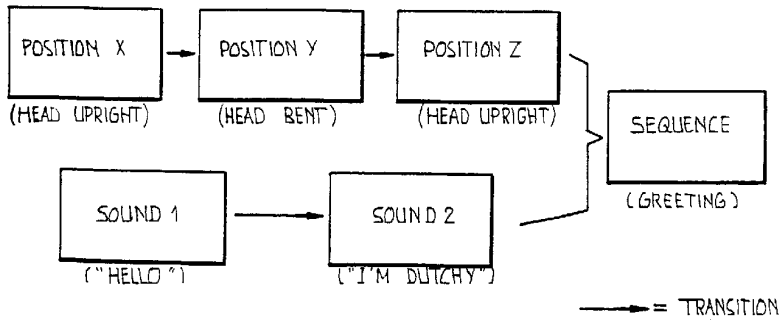 POSITION X
POSITION Y
POSITION Z
(HEAD UPRIGHT)
(HEAD BENT)
(HEAD UPRIGHT)
SEQUENCE
(GREETING)
SOUND 1
SOUND 2
("HELLO")
("I'M DUTCHY")
= TRANSITION